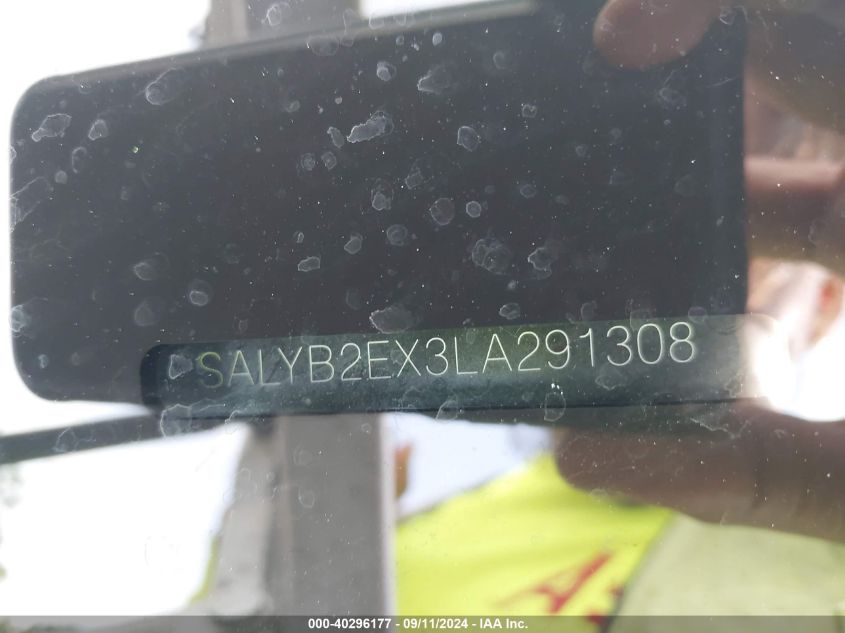 SALYB2EX3LA291308
000-40296177 - 09/11/2024 - IAA Inc.